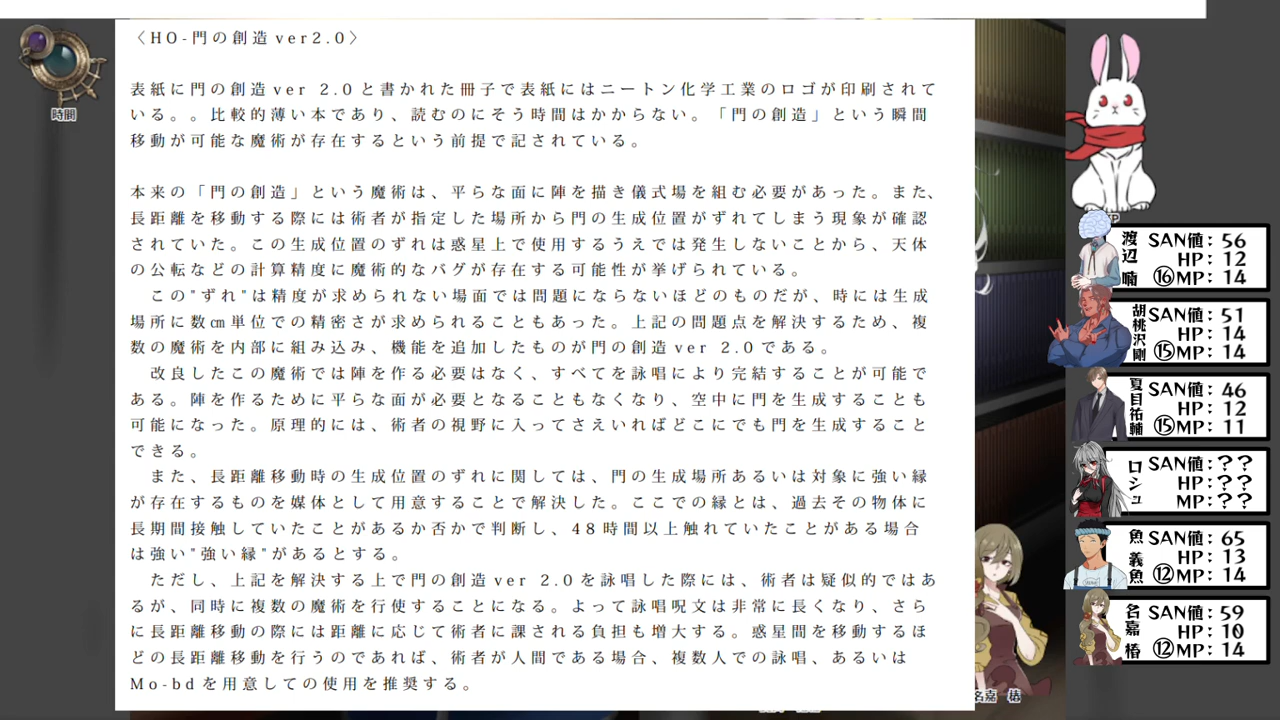 〈HO-門の創造ver2.0〉
表紙に門の創造ver 2.0と書かれた冊子で表紙にはニートン化学工業のロゴが印刷されて
いる。。比較的薄い本であり、読むのにそう時間はかからない。「門の創造」という瞬間
移動が可能な魔術が存在するという前提で記されている。
本来の「門の創造」という魔術は、平らな面に陣を描き儀式場を組む必要があった。また、
長距離を移動する際には術者が指定した場所から門の生成位置がずれてしまう現象が確認
されていた。この生成位置のずれは惑星上で使用するうえでは発生しないことから、天体
の公転などの計算精度に魔術的なバグが存在する可能性が挙げられている。
この"ずれ"は精度が求められない場面では問題にならないほどのものだが、時には生成
場所に数㎝単位での精密さが求められることもあった。上記の問題点を解決するため、複
数の魔術を内部に組み込み、機能を追加したものが門の創造ver 2.0である。
改良したこの魔術では陣を作る必要はなく、すべてを詠唱により完結することが可能で
ある。陣を作るために平らな面が必要となることもなくなり、空中に門を生成することも
可能になった。原理的には、術者の視野に入ってさえいればどこにでも門を生成すること
できる。
また、長距離移動時の生成位置のずれに関しては、門の生成場所あるいは対象に強い縁
が存在するものを媒体として用意することで解決した。ここでの縁とは、過去その物体に
長期間接触していたことがあるか否かで判断し、48時間以上触れていたことがある場合
は強い"強い縁"があるとする。
ただし、上記を解決する上で門の創造ver 2.0を詠唱した際には、術者は疑似的ではあ
るが、同時に複数の魔術を行使することになる。よって詠唱呪文は非常に長くなり、さら
に長距離移動の際には距離に応じて術者に課される負担も増大する。惑星間を移動するほ
どの長距離移動を行うのであれば、術者が人間である場合、複数人での詠唱、あるいは
Mo-bdを用意しての使用を推奨する。
時間
渡辺 喃
SAN値: 56
HP: 12
⑯MP: 14
胡桃沢剛
SAN値: 51
HP: 14
⑮MP: 14
夏目祐輔
SAN値: 46
HP: 12
⑮MP: 11
ロシュ
SAN値: ??
HP: ??
MP: ??
魚 義魚
SAN値: 65
HP: 13
⑫MP: 14
名嘉 椿
SAN値: 59
HP: 10
⑫MP: 14
名嘉 椿